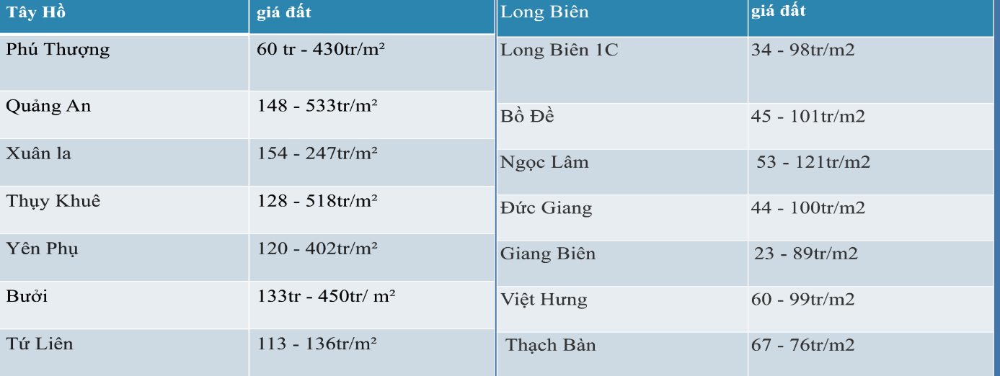 Tây Hồ giá đất
Phú Thượng 60 tr - 430tr/m²
Quảng An 148 - 533tr/m²
Xuân la 154 - 247tr/m²
Thụy Khuê 128 - 518tr/m²
Yên Phụ 120 - 402tr/m²
Bưởi 133tr - 450tr/ m²
Tứ Liên 113 - 136tr/m²
Long Biên giá đất
Long Biên 1C 34 - 98tr/m2
Bồ Đề 45 - 101tr/m2
Ngọc Lâm 53 - 121tr/m2
Đức Giang 44 - 100tr/m2
Giang Biên 23 - 89tr/m2
Việt Hưng 60 - 99tr/m2
Thạch Bàn 67 - 76tr/m2